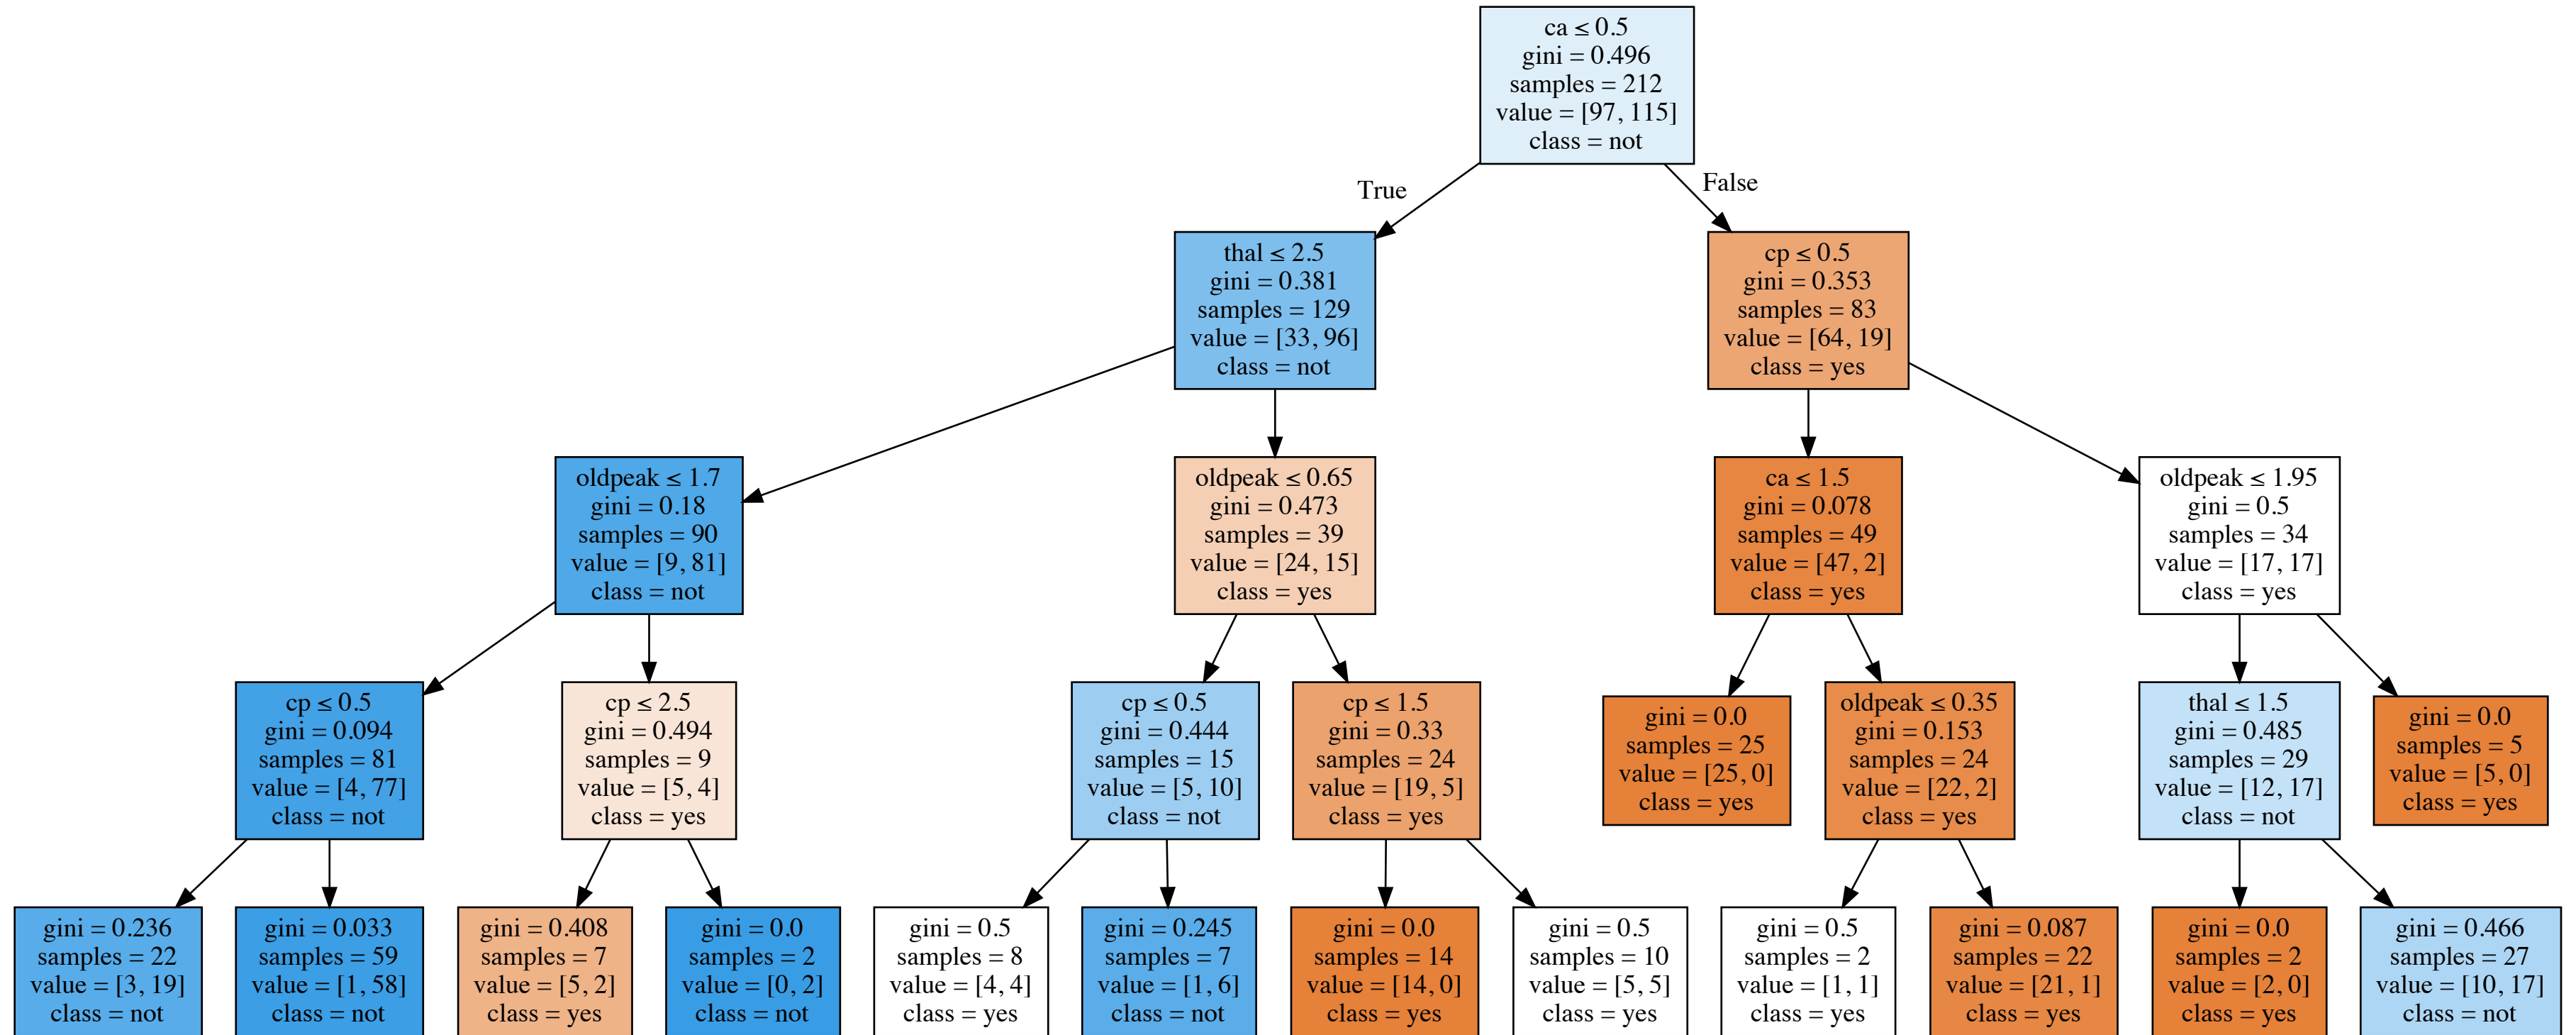 ca ≤ 0.5
gini = 0.496
samples = 212
value = [97, 115]
class = not
True
False
thal ≤ 2.5
gini = 0.381
samples = 129
value = [33, 96]
class = not
cp ≤ 0.5
gini = 0.353
samples = 83
value = [64, 19]
class = yes
oldpeak ≤ 1.7
gini = 0.18
samples = 90
value = [9, 81]
class = not
oldpeak ≤ 0.65
gini = 0.473
samples = 39
value = [24, 15]
class = yes
ca ≤ 1.5
gini = 0.078
samples = 49
value = [47, 2]
class = yes
oldpeak ≤ 1.95
gini = 0.5
samples = 34
value = [17, 17]
class = yes
cp ≤ 0.5
gini = 0.094
samples = 81
value = [4, 77]
class = not
cp ≤ 2.5
gini = 0.494
samples = 9
value = [5, 4]
class = yes
cp ≤ 0.5
gini = 0.444
samples = 15
value = [5, 10]
class = not
cp ≤ 1.5
gini = 0.33
samples = 24
value = [19, 5]
class = yes
gini = 0.0
samples = 25
value = [25, 0]
class = yes
oldpeak ≤ 0.35
gini = 0.153
samples = 24
value = [22, 2]
class = yes
thal ≤ 1.5
gini = 0.485
samples = 29
value = [12, 17]
class = not
gini = 0.0
samples = 5
value = [5, 0]
class = yes
gini = 0.236
samples = 22
value = [3, 19]
class = not
gini = 0.033
samples = 59
value = [1, 58]
class = not
gini = 0.408
samples = 7
value = [5, 2]
class = yes
gini = 0.0
samples = 2
value = [0, 2]
class = not
gini = 0.5
samples = 8
value = [4, 4]
class = yes
gini = 0.245
samples = 7
value = [1, 6]
class = not
gini = 0.0
samples = 14
value = [14, 0]
class = yes
gini = 0.5
samples = 10
value = [5, 5]
class = yes
gini = 0.5
samples = 2
value = [1, 1]
class = yes
gini = 0.087
samples = 22
value = [21, 1]
class = yes
gini = 0.0
samples = 2
value = [2, 0]
class = yes
gini = 0.466
samples = 27
value = [10, 17]
class = not